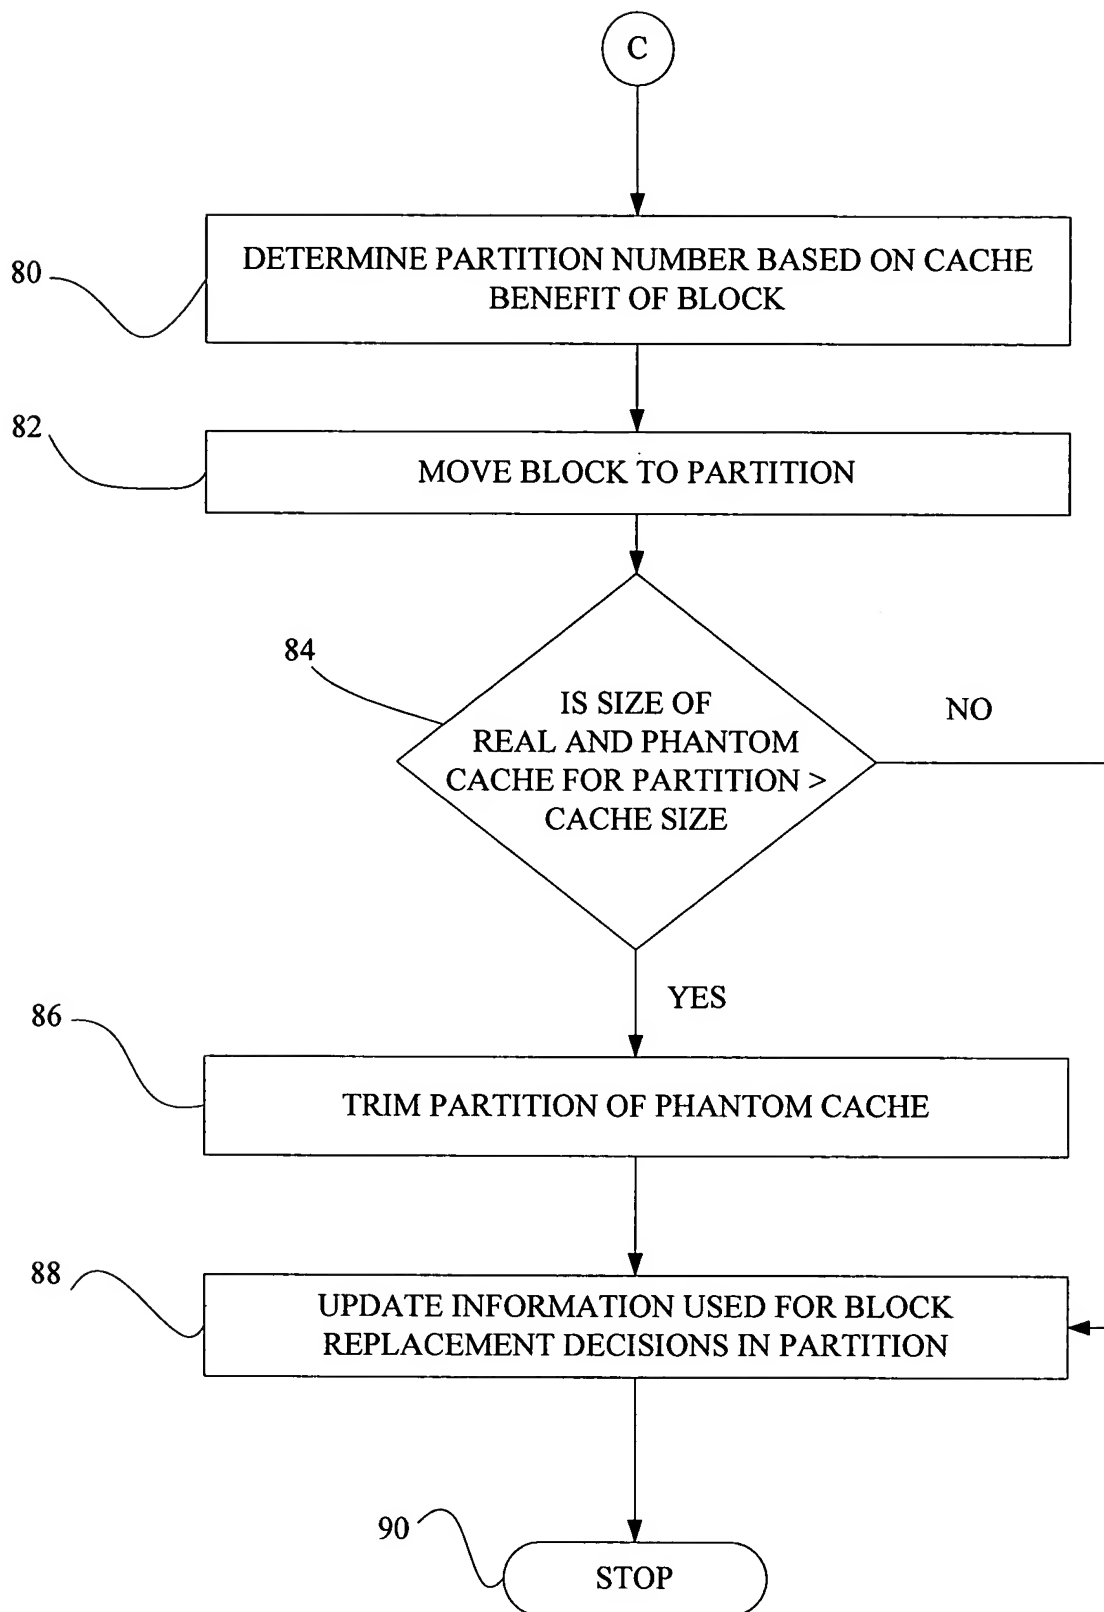 C
80
DETERMINE PARTITION NUMBER BASED ON CACHE
BENEFIT OF BLOCK
82
MOVE BLOCK TO PARTITION
84
IS SIZE OF
REAL AND PHANTOM
CACHE FOR PARTITION >
CACHE SIZE
NO
YES
86
TRIM PARTITION OF PHANTOM CACHE
88
UPDATE INFORMATION USED FOR BLOCK
REPLACEMENT DECISIONS IN PARTITION
90
STOP